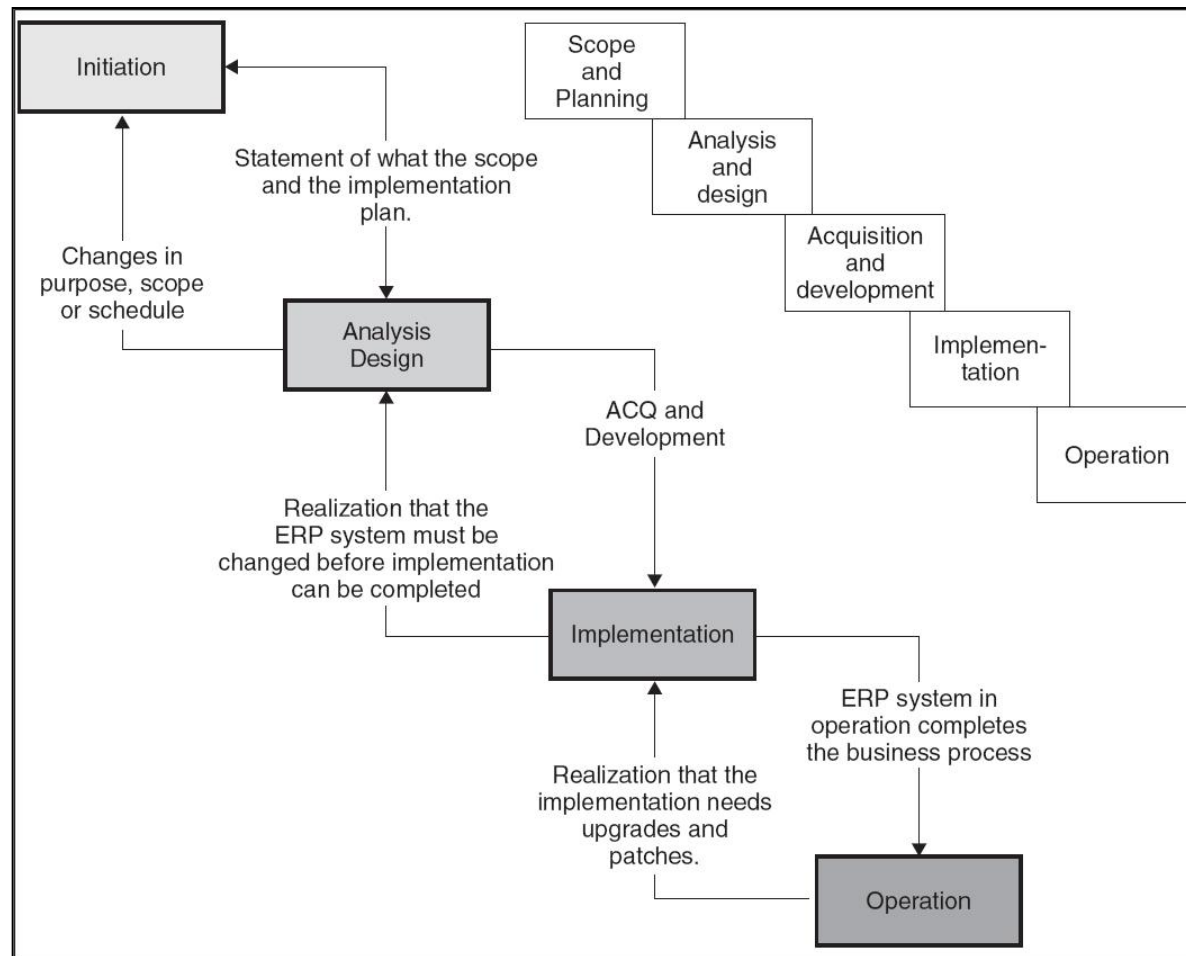 Initiation
Statement of what the scope
and the implementation
plan.
Changes in
purpose, scope
or schedule
Analysis
Design
ACQ and
Development
Realization that the
ERP system must be
changed before implementation
can be completed
Implementation
ERP system in
operation completes
the business process
Realization that the
implementation needs
upgrades and
patches.
Operation
Scope
and
Planning
Analysis
and
design
Acquisition
and
development
Implemen-
tation
Operation